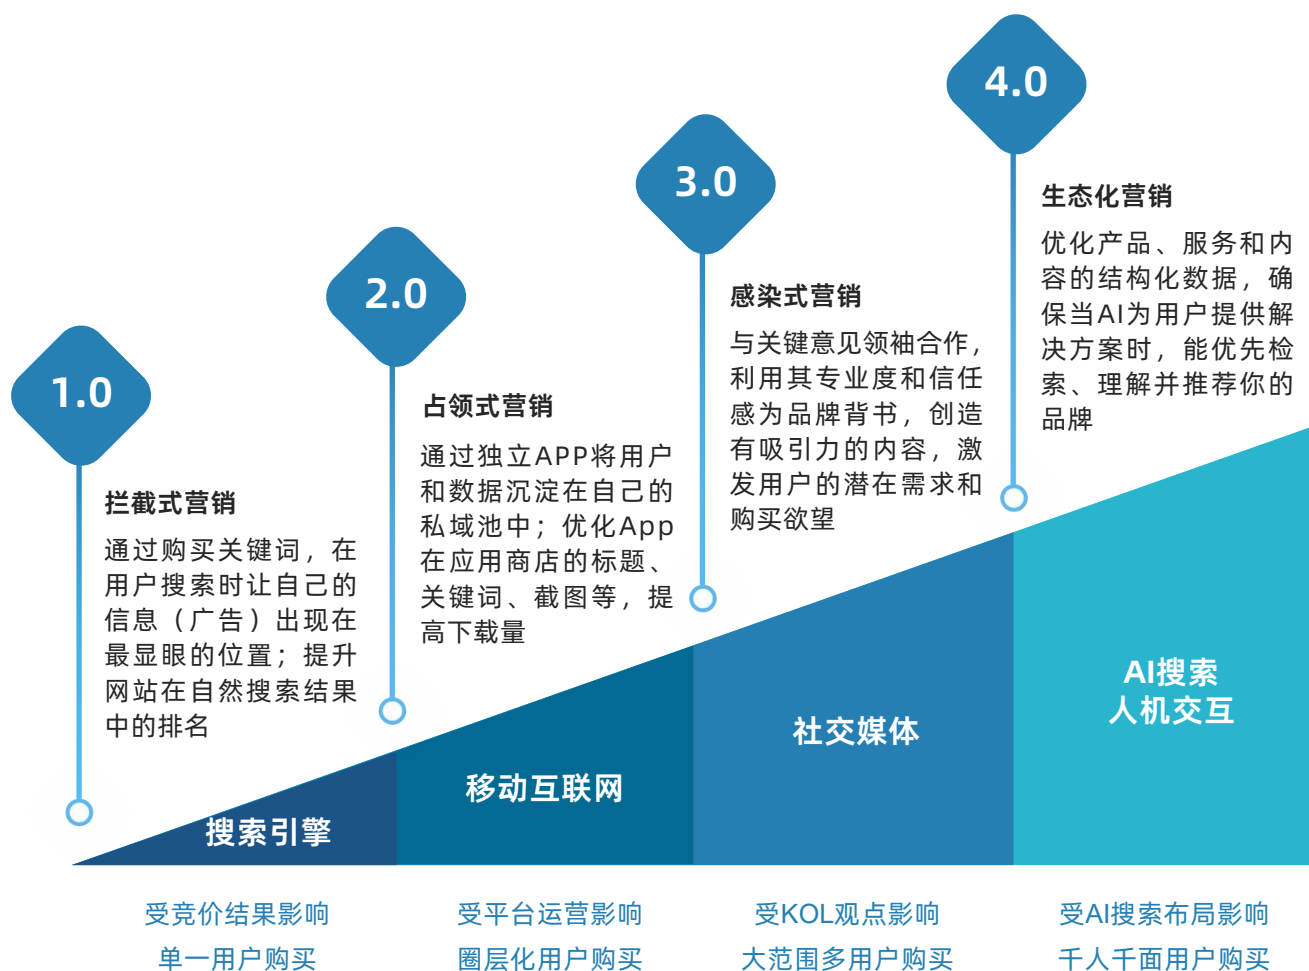 1.0
拦截式营销
通过购买关键词，在
用户搜索时让自己的
信息（广告）出现在
最显眼的位置；提升
网站在自然搜索结果
中的排名
2.0
占领式营销
通过独立APP将用户
和数据沉淀在自己的
私域池中；优化App
在应用商店的标题、
关键词、截图等，提
高下载量
3.0
感染式营销
与关键意见领袖合作，
利用其专业度和信任
感为品牌背书，创造
有吸引力的内容，激
发用户的潜在需求和
购买欲望
4.0
生态化营销
优化产品、服务和内
容的结构化数据，确
保当AI为用户提供解
决方案时，能优先检
索、理解并推荐你的
品牌
搜索引擎
移动互联网
社交媒体
AI搜索
人机交互
受竞价结果影响
单一用户购买
受平台运营影响
圈层化用户购买
受KOL观点影响
大范围多用户购买
受AI搜索布局影响
千人千面用户购买